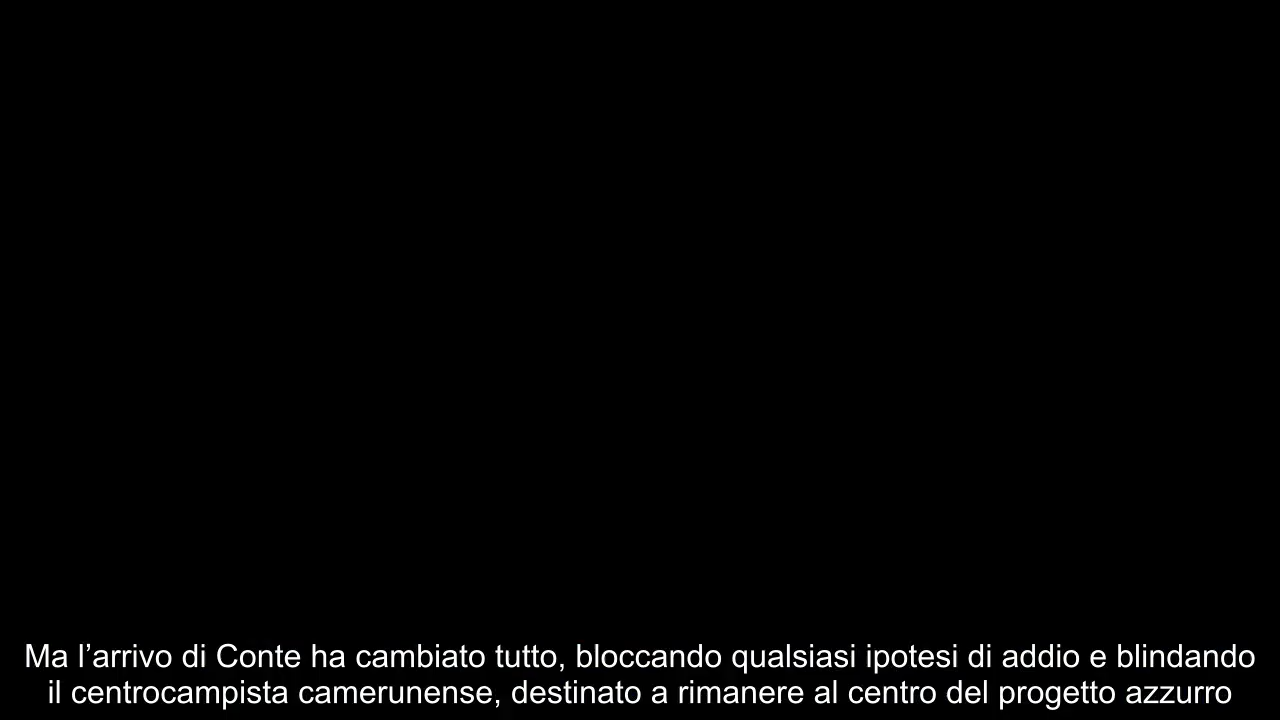 Ma l’arrivo di Conte ha cambiato tutto, bloccando qualsiasi ipotesi di addio e blindando
il centrocampista camerunense, destinato a rimanere al centro del progetto azzurro